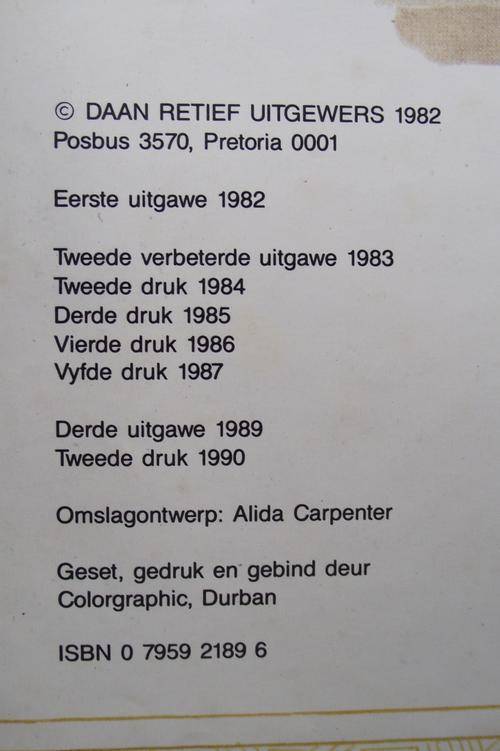 © DAAN RETIEF UITGEWERS 1982
Posbus 3570, Pretoria 0001
Eerste uitgawe 1982
Tweede verbeterde uitgawe 1983
Tweede druk 1984
Derde druk 1985
Vierde druk 1986
Vyfde druk 1987
Derde uitgawe 1989
Tweede druk 1990
Omslagontwerp: Alida Carpenter
Geset, gedruk en gebind deur
Colorgraphic, Durban
ISBN 0 7959 2189 6